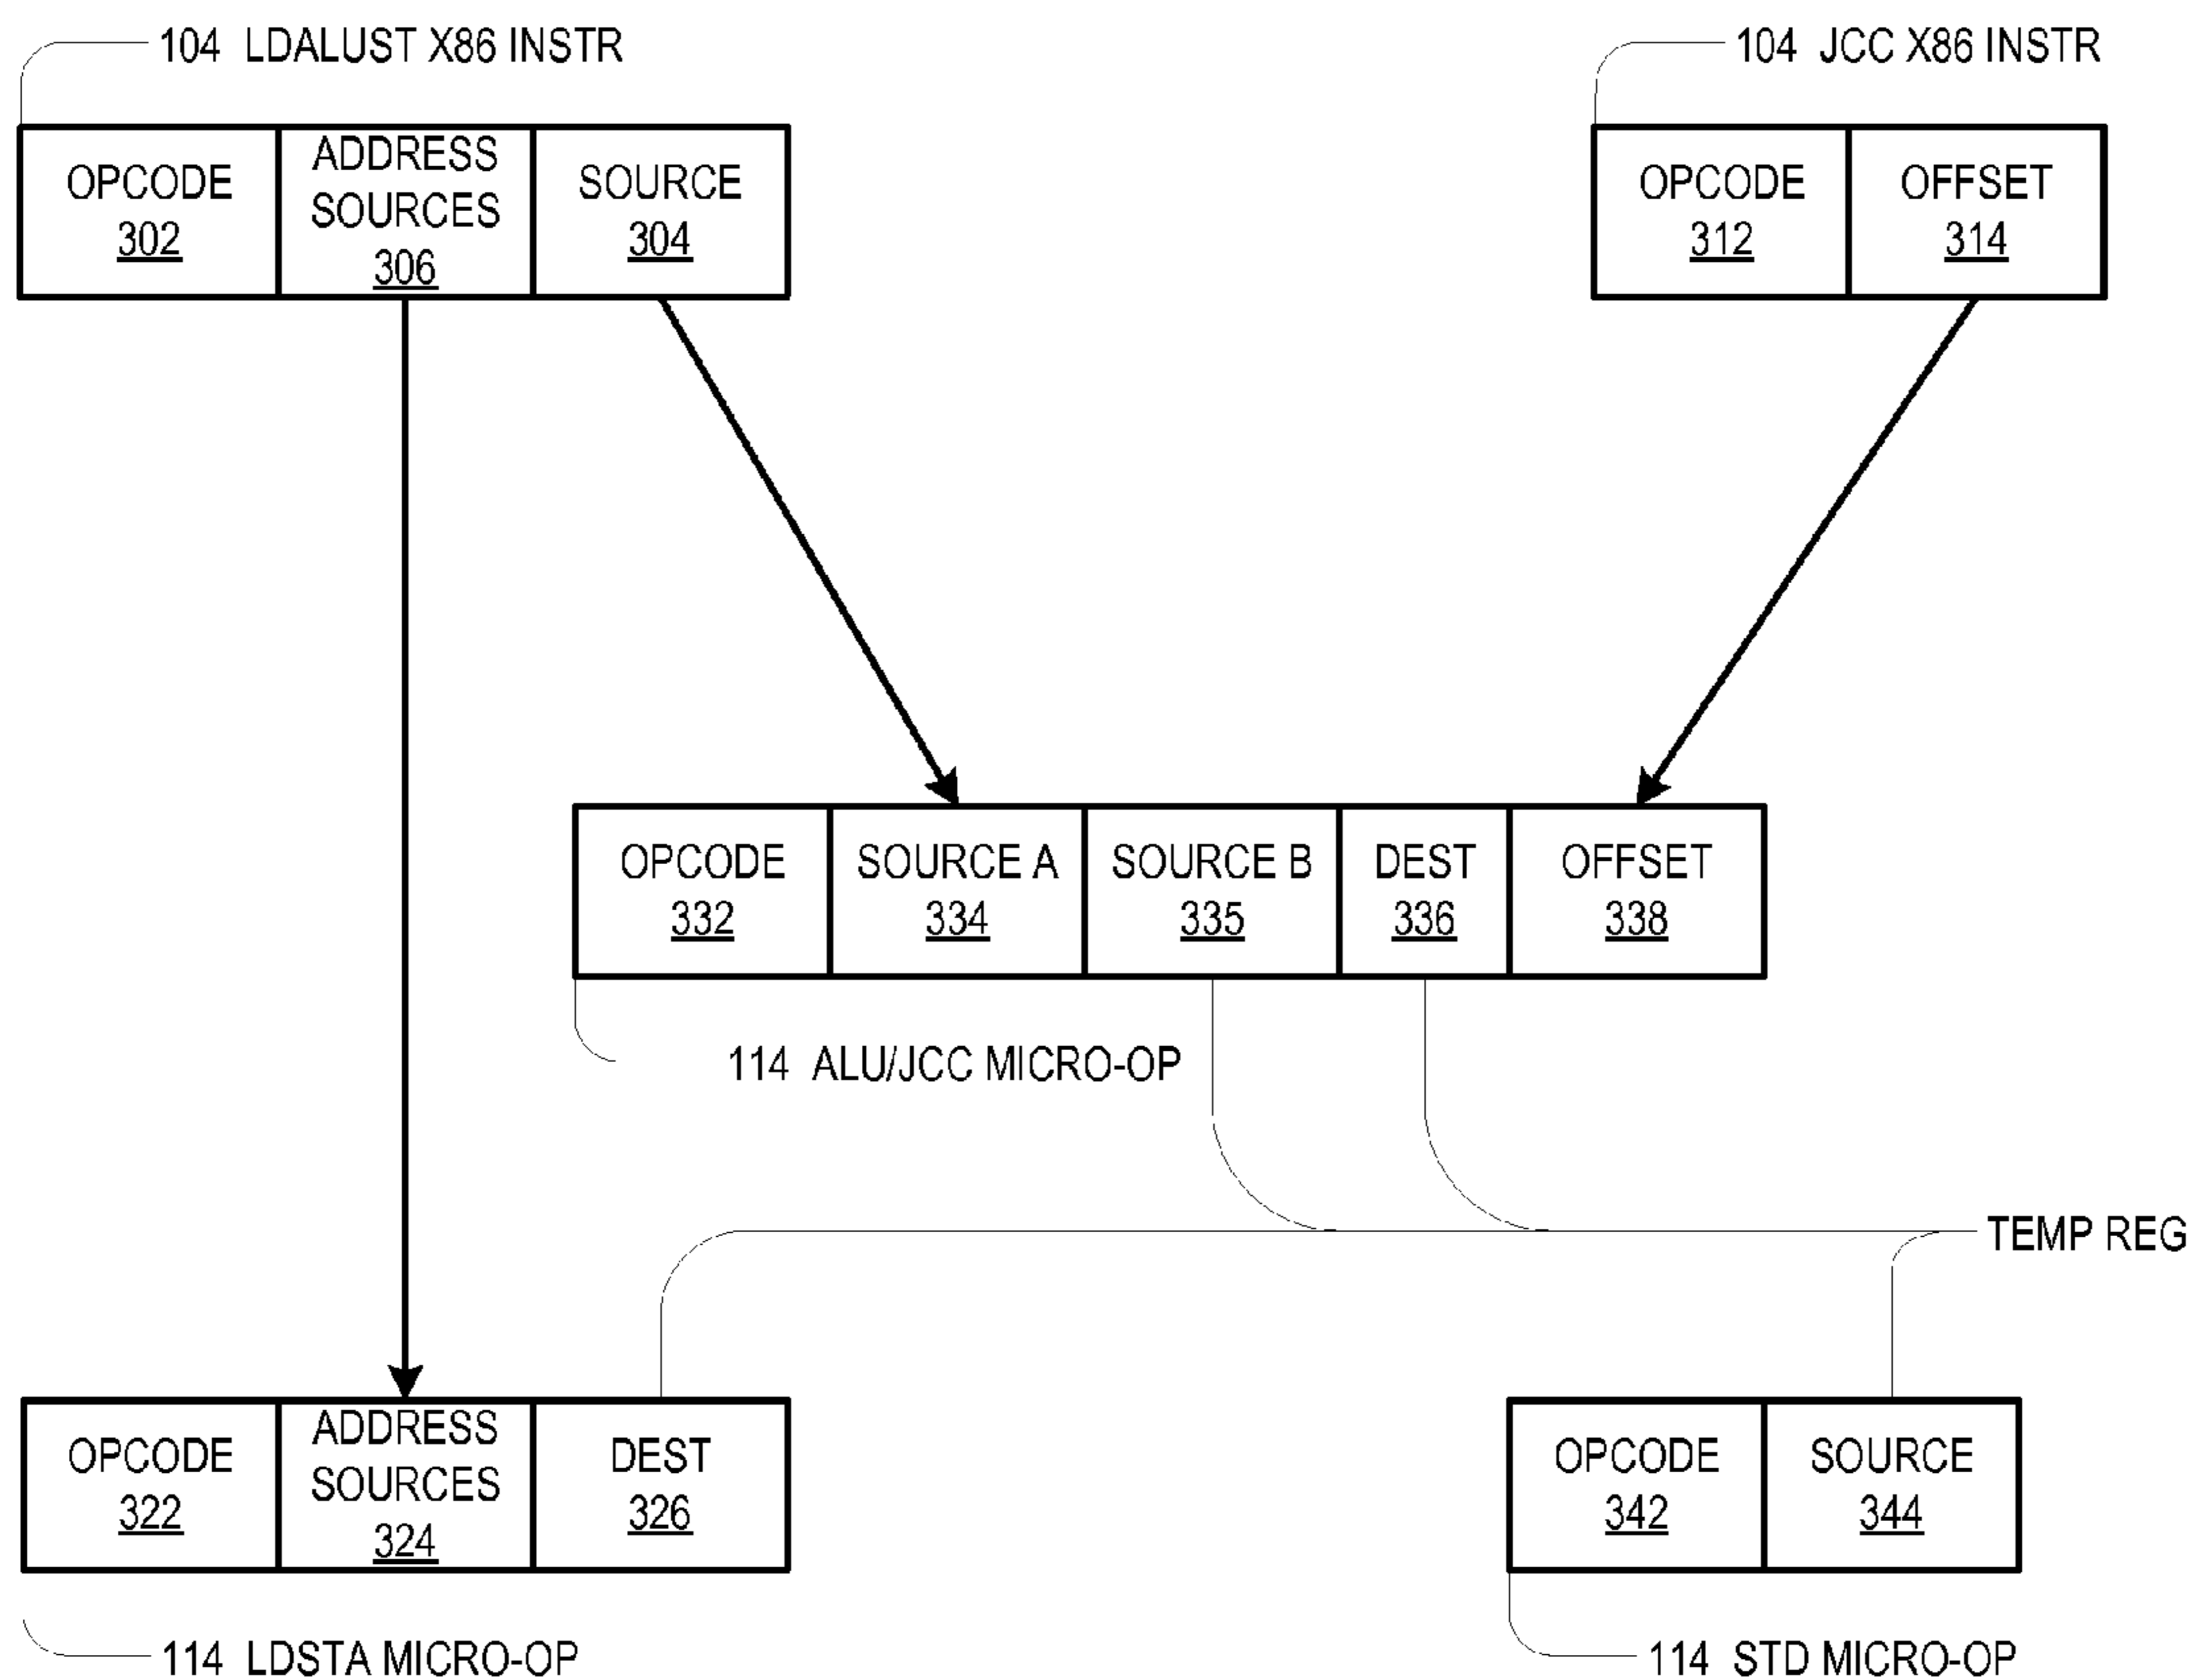 104 LDALUST X86 INSTR
104 JCC X86 INSTR
OPCODE
302
ADDRESS
SOURCES
306
SOURCE
304
OPCODE
312
OFFSET
314
OPCODE
332
SOURCE A
334
SOURCE B
335
DEST
336
OFFSET
338
114 ALU/JCC MICRO-OP
TEMP REG
OPCODE
322
ADDRESS
SOURCES
324
DEST
326
OPCODE
342
SOURCE
344
114 LDSTA MICRO-OP
114 STD MICRO-OP